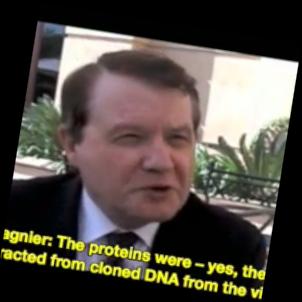 agnier: The proteins were – yes, the
racted from cloned DNA from the vi